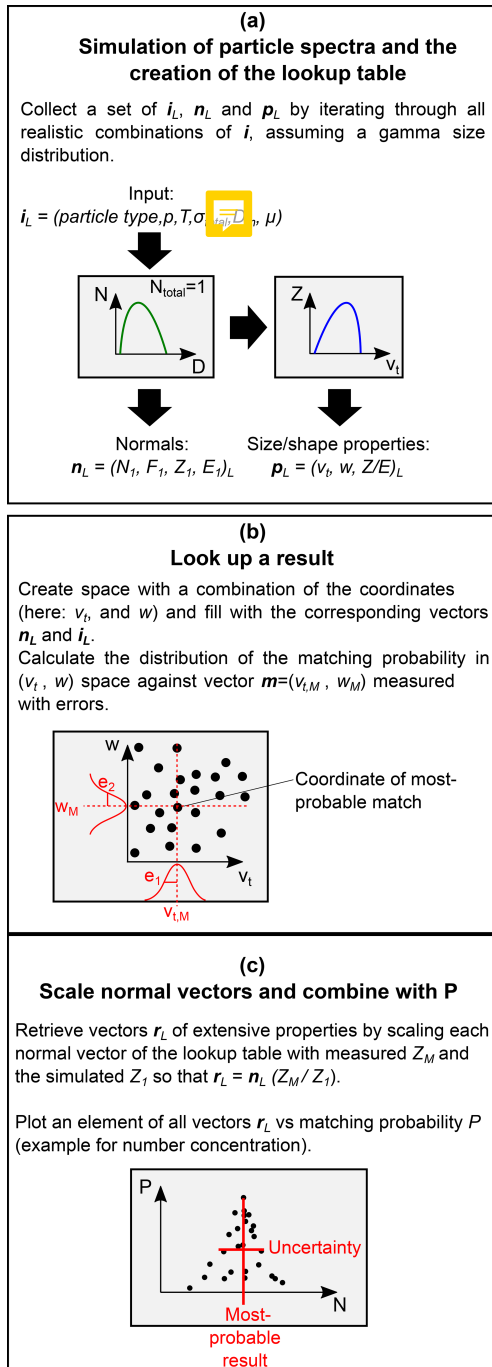 (a)
Simulation of particle spectra and the
creation of the lookup table
Collect a set of iL, nL and pL by iterating through all
realistic combinations of i, assuming a gamma size
distribution.
Input:
iL = (particle type,p,T,σtotal,Dm, μ)
N
Ntotal=1
D
Z
vt
Normals:
nL = (N1, F1, Z1, E1)L
Size/shape properties:
pL = (vt, w, Z/E)L
(b)
Look up a result
Create space with a combination of the coordinates
(here: vt, and w) and fill with the corresponding vectors
nL and iL.
Calculate the distribution of the matching probability in
(vt , w) space against vector m=(vt,M , wM) measured
with errors.
w
e2
wM
Coordinate of most-
probable match
e1
vt
vt,M
(c)
Scale normal vectors and combine with P
Retrieve vectors rL of extensive properties by scaling each
normal vector of the lookup table with measured ZM and
the simulated Z1 so that rL = nL (ZM / Z1).
Plot an element of all vectors rL vs matching probability P
(example for number concentration).
P
Uncertainty
N
Most-
probable
result